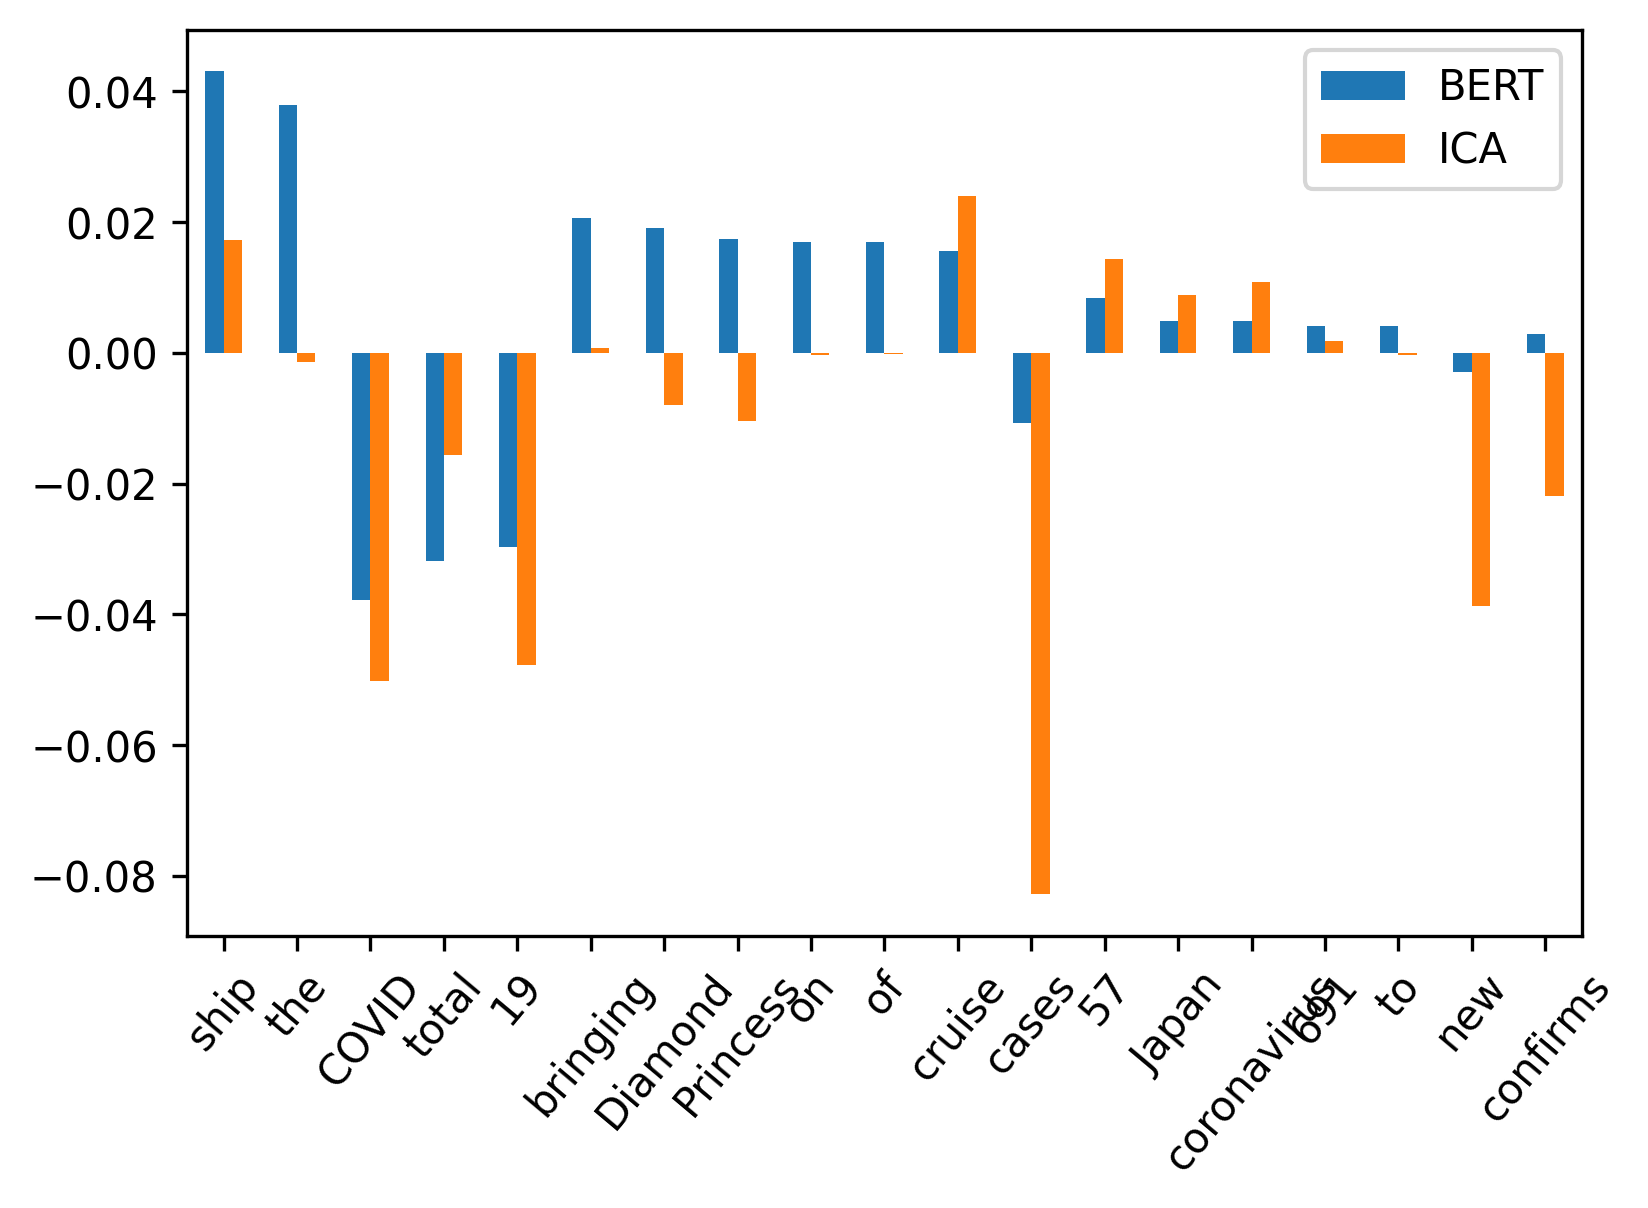 BERT
ICA
0.04
0.02
0.00
−0.02
−0.04
−0.06
−0.08
ship
the
COVID
total
19
bringing
Diamond
Princess
on
of
cruise
cases
57
Japan
coronavirus
691
to
new
confirms